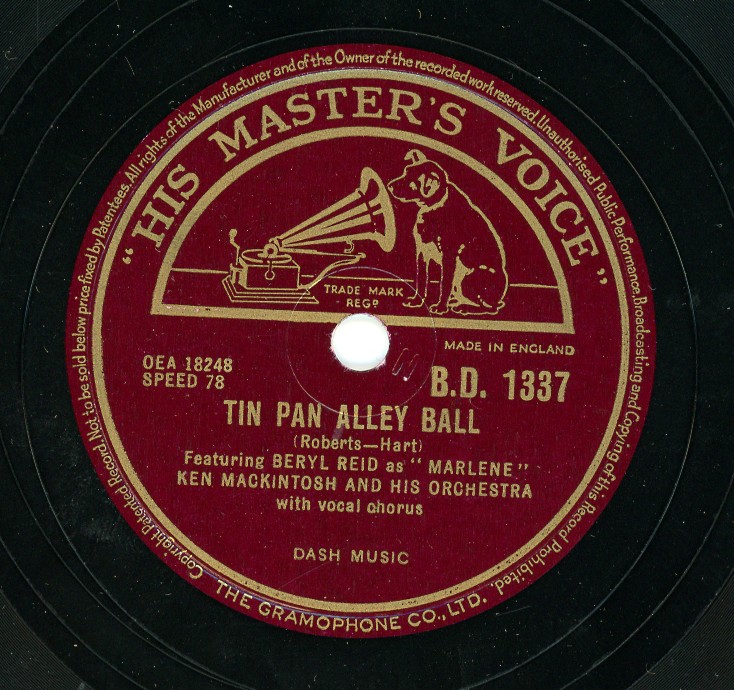 Copyright. Patented Record. Not to be sold below price fixed by Patentees. All rights of the Manufacturer and of the Owner of the recorded work reserved. Unauthorised Public Performance, Broadcasting and Copying of this Record Prohibited.
"HIS MASTER'S VOICE"
TRADE MARK
REGD
MADE IN ENGLAND
OEA 18248
SPEED 78
B.D. 1337
TIN PAN ALLEY BALL
(Roberts—Hart)
Featuring BERYL REID as "MARLENE"
KEN MACKINTOSH AND HIS ORCHESTRA
with vocal chorus
DASH MUSIC
THE GRAMOPHONE CO., LTD.